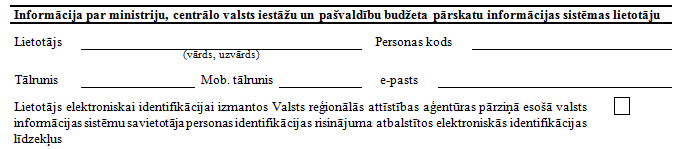 Informācija par ministriju, centrālo valsts iestāžu un pašvaldību budžeta pārskatu informācijas sistēmas lietotāju
Lietotājs Personas kods
(vārds, uzvārds)
Tālrunis Mob. tālrunis e-pasts
Lietotājs elektroniskai identifikācijai izmantos Valsts reģionālās attīstības aģentūras pārziņā esošā valsts
informācijas sistēmu savietotāja personas identifikācijas risinājuma atbalstītos elektroniskās identifikācijas
līdzekļus